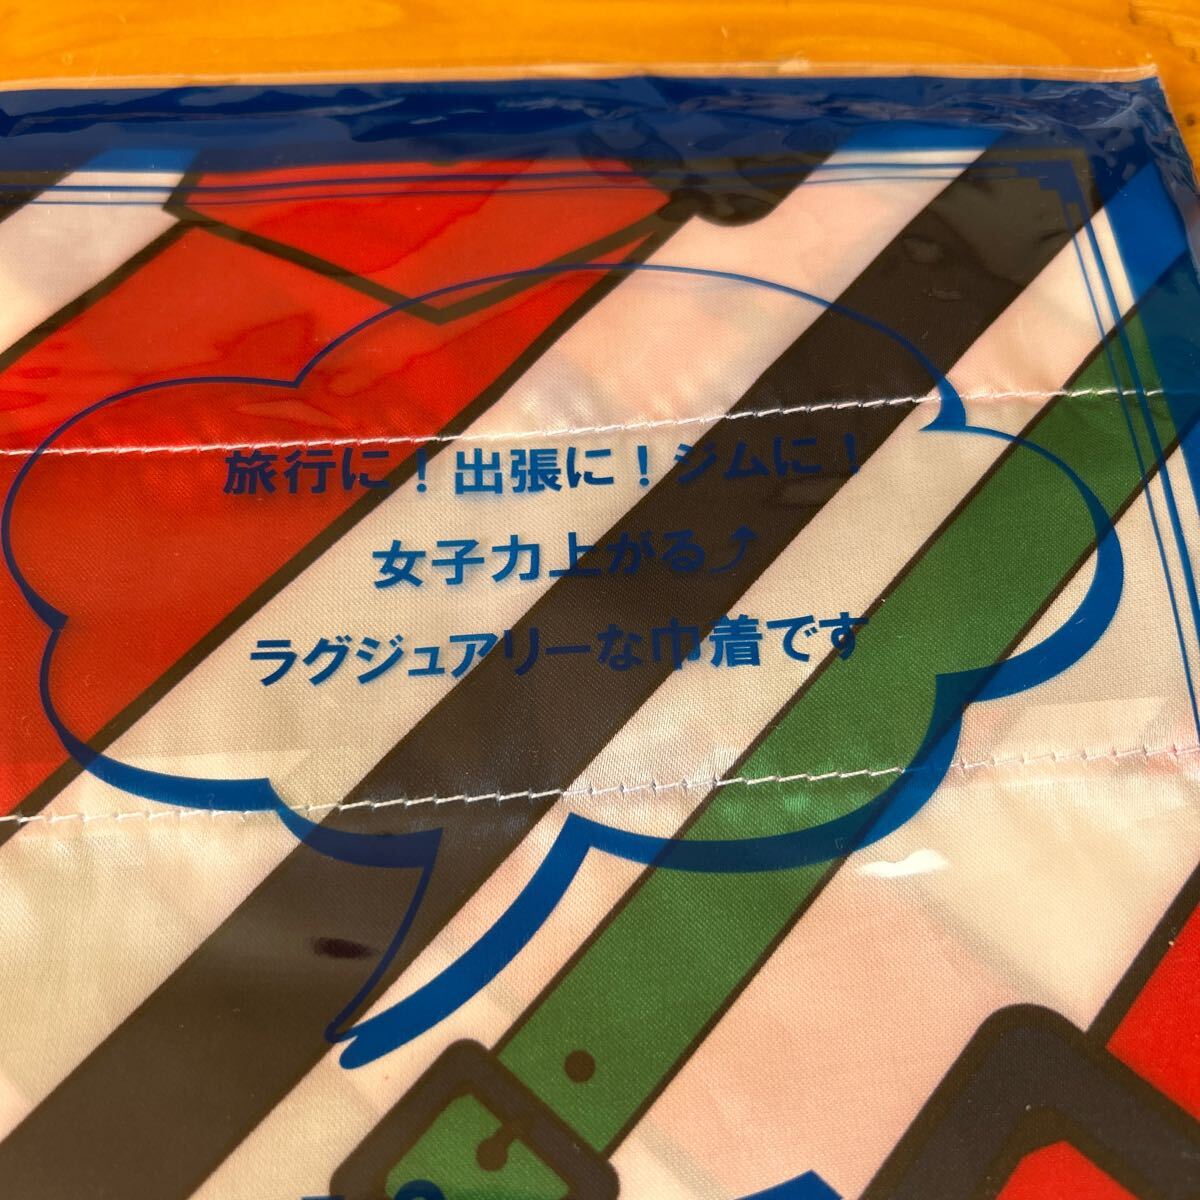 旅行に!出張に!ジムに!
女子力上がる⤴
ラグジュアリーな巾着です